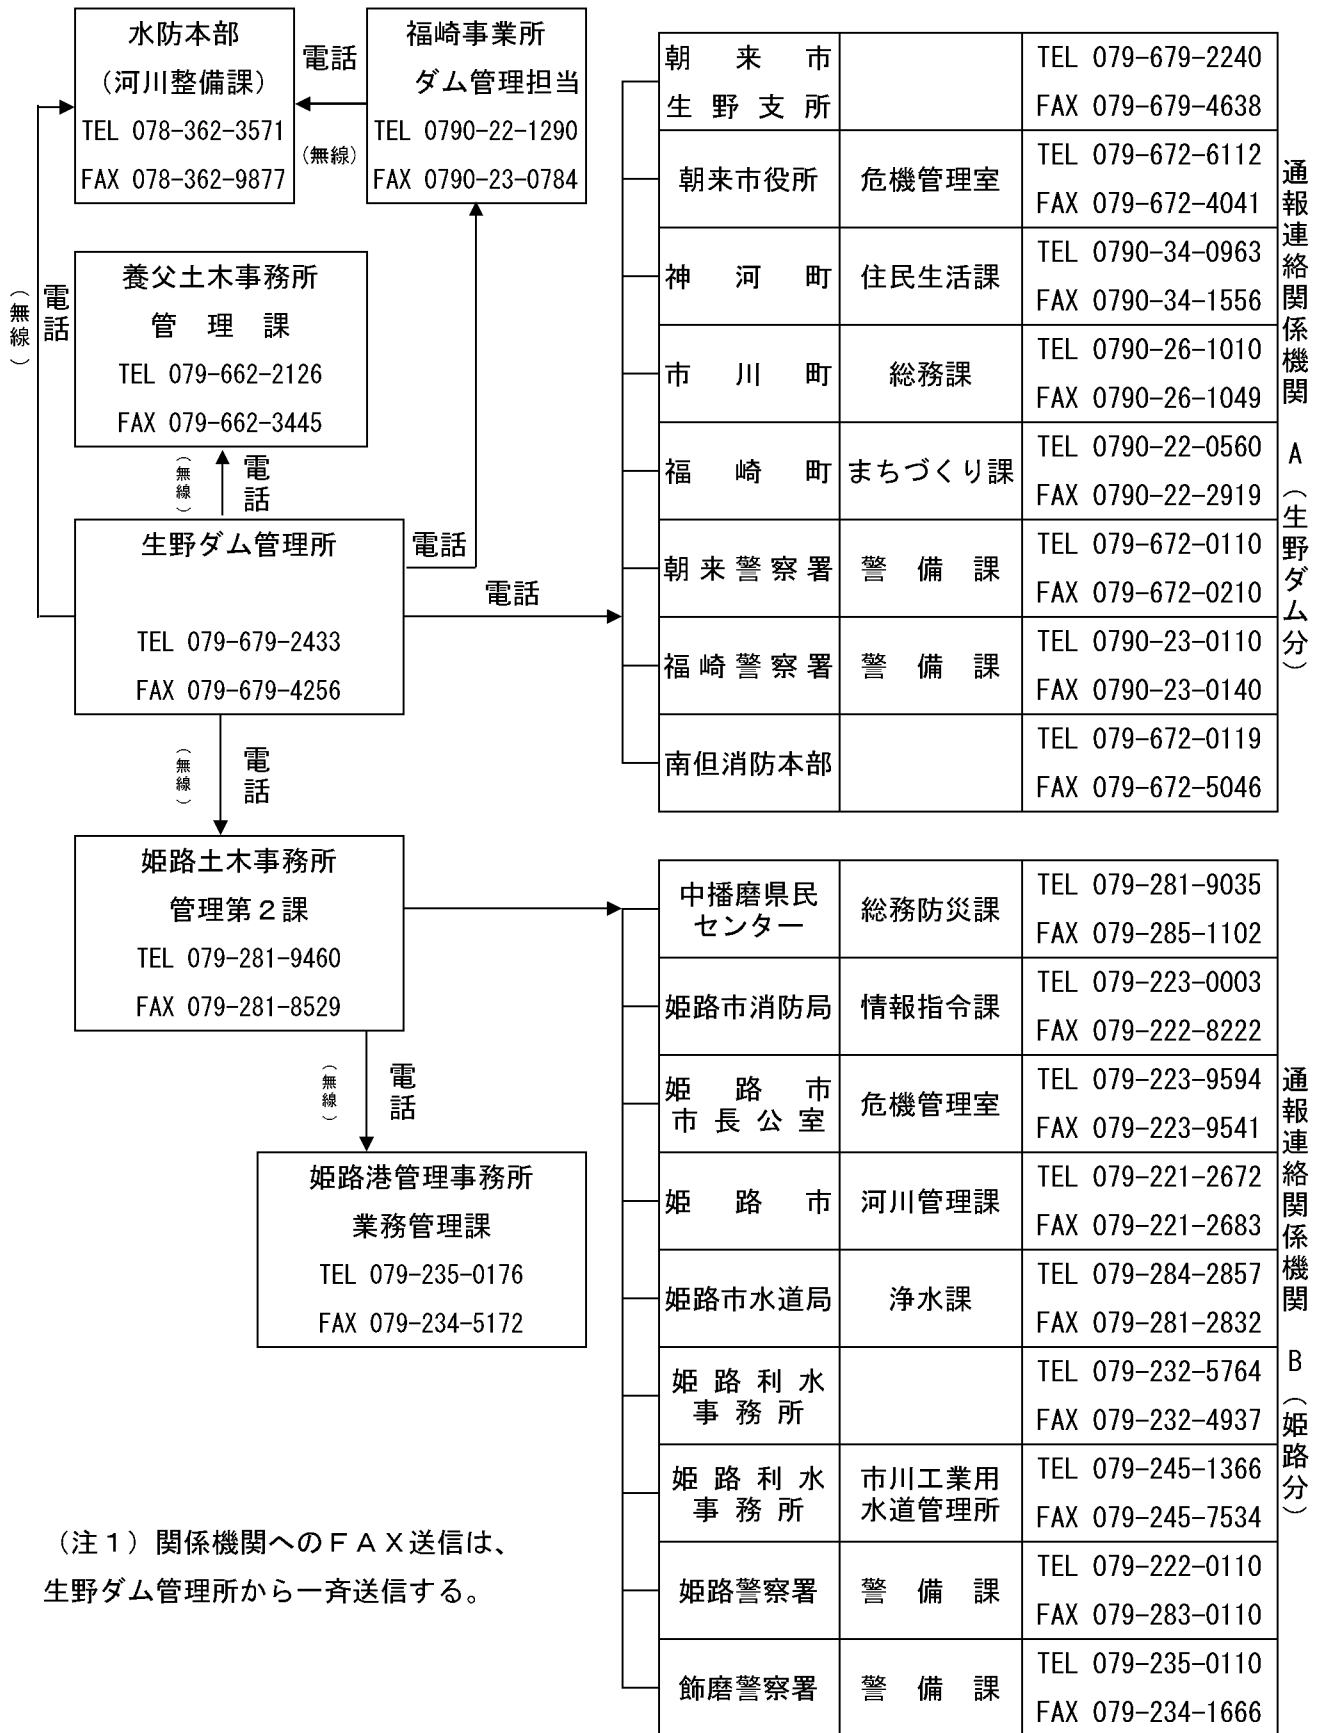 水防本部
（河川整備課）
TEL 078-362-3571
FAX 078-362-9877
電話
（無線）
福崎事業所
ダム管理担当
TEL 0790-22-1290
FAX 0790-23-0784
（無線）
電話
養父土木事務所
管理課
TEL 079-662-2126
FAX 079-662-3445
（無線）
電話
生野ダム管理所
TEL 079-679-2433
FAX 079-679-4256
電話
電話
（無線）
電話
姫路土木事務所
管理第２課
TEL 079-281-9460
FAX 079-281-8529
（無線）
電話
姫路港管理事務所
業務管理課
TEL 079-235-0176
FAX 079-234-5172
（注１）関係機関へのＦＡＸ送信は、
生野ダム管理所から一斉送信する。
朝来市
生野支所
TEL 079-679-2240
FAX 079-679-4638
朝来市役所
危機管理室
TEL 079-672-6112
FAX 079-672-4041
神河町
住民生活課
TEL 0790-34-0963
FAX 0790-34-1556
市川町
総務課
TEL 0790-26-1010
FAX 0790-26-1049
福崎町
まちづくり課
TEL 0790-22-0560
FAX 0790-22-2919
朝来警察署
警備課
TEL 079-672-0110
FAX 079-672-0210
福崎警察署
警備課
TEL 0790-23-0110
FAX 0790-23-0140
南但消防本部
TEL 079-672-0119
FAX 079-672-5046
通報連絡関係機関　A（生野ダム分）
中播磨県民
センター
総務防災課
TEL 079-281-9035
FAX 079-285-1102
姫路市消防局
情報指令課
TEL 079-223-0003
FAX 079-222-8222
姫路市
市長公室
危機管理室
TEL 079-223-9594
FAX 079-223-9541
姫路市
河川管理課
TEL 079-221-2672
FAX 079-221-2683
姫路市水道局
浄水課
TEL 079-284-2857
FAX 079-281-2832
姫路利水
事務所
TEL 079-232-5764
FAX 079-232-4937
姫路利水
事務所
市川工業用
水道管理所
TEL 079-245-1366
FAX 079-245-7534
姫路警察署
警備課
TEL 079-222-0110
FAX 079-283-0110
飾磨警察署
警備課
TEL 079-235-0110
FAX 079-234-1666
通報連絡関係機関　B（姫路分）